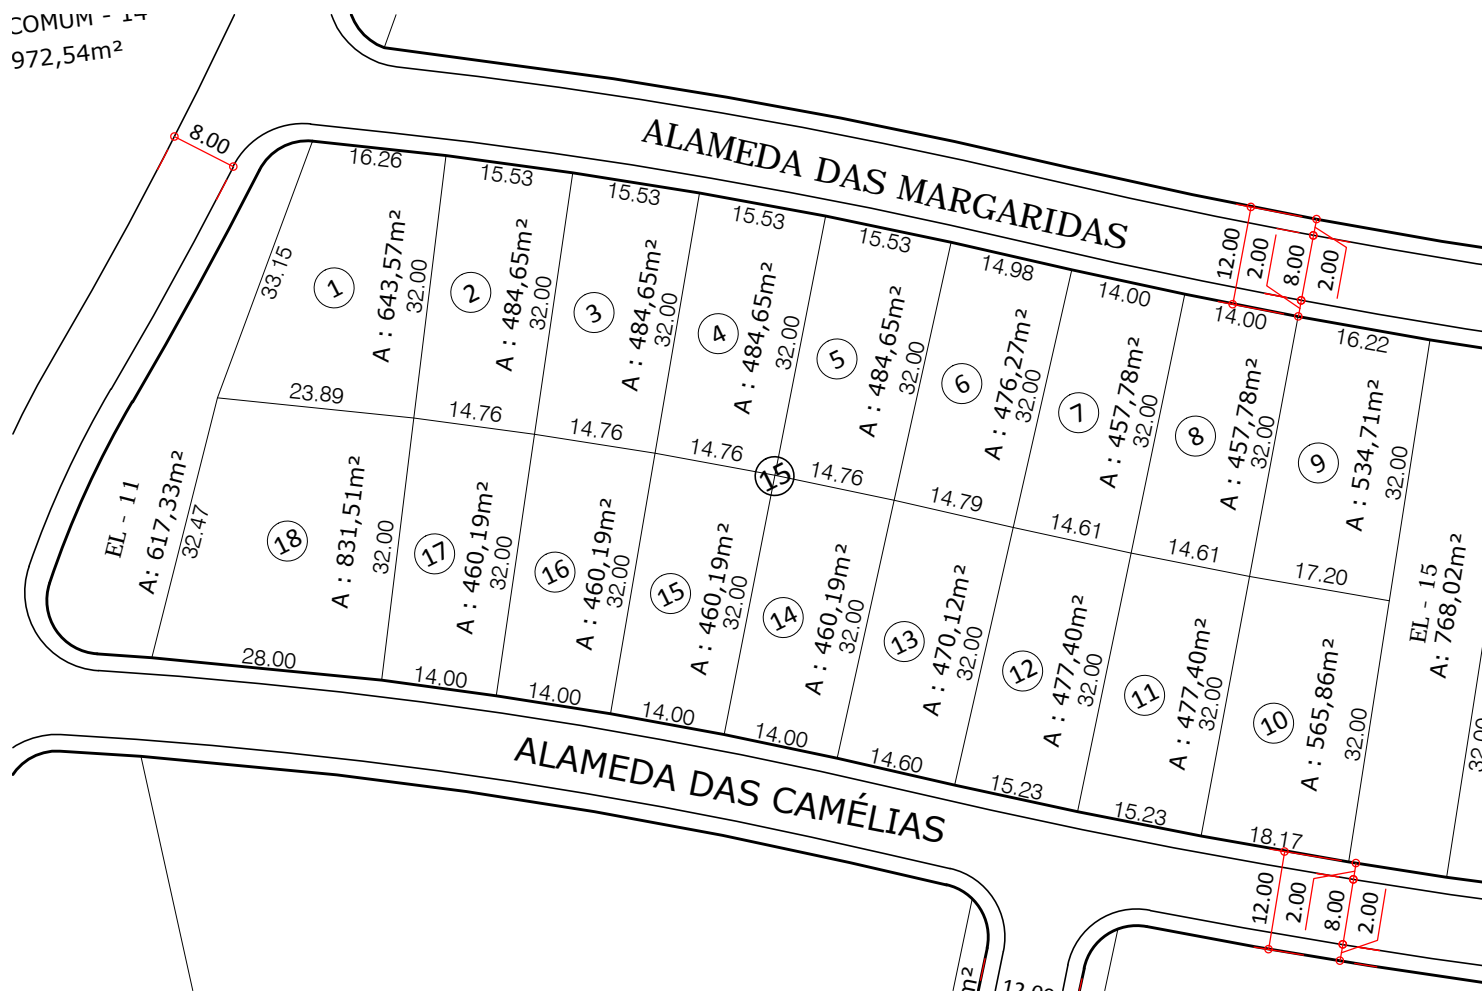 COMUM - 14
972,54m²
8.00
ALAMEDA DAS MARGARIDAS
16.26
15.53
15.53
15.53
15.53
14.98
14.00
14.00
16.22
12.00
2.00
8.00
2.00
33.15
1
A : 643,57m²
32.00
2
A : 484,65m²
32.00
3
A : 484,65m²
32.00
4
A : 484,65m²
32.00
5
A : 484,65m²
32.00
6
A : 476,27m²
32.00
7
A : 457,78m²
32.00
8
A : 457,78m²
32.00
9
A : 534,71m²
32.00
23.89
14.76
14.76
14.76
14.76
14.79
14.61
14.61
17.20
15
EL - 11
A: 617,33m²
32.47
18
A : 831,51m²
32.00
17
A : 460,19m²
32.00
16
A : 460,19m²
32.00
15
A : 460,19m²
32.00
14
A : 460,19m²
32.00
13
A : 470,12m²
32.00
12
A : 477,40m²
32.00
11
A : 477,40m²
32.00
10
A : 565,86m²
32.00
EL - 15
A: 768,02m²
32.00
28.00
14.00
14.00
14.00
14.00
14.60
15.23
15.23
18.17
ALAMEDA DAS CAMÉLIAS
12.00
2.00
8.00
2.00
m²
12.00